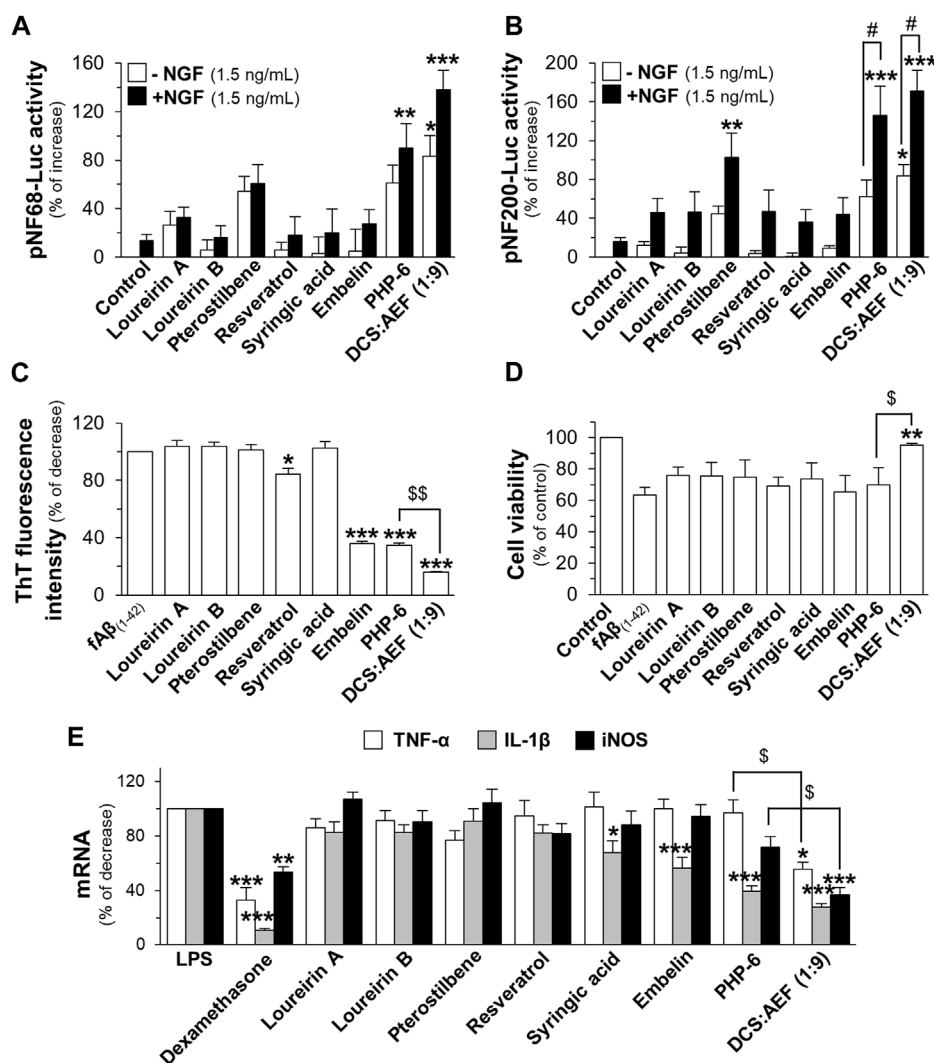 A
pNF68-Luc activity
(% of increase)
160
120
80
40
0
- NGF (1.5 ng/mL)
+NGF (1.5 ng/mL)
**
*
***
Control
Loureirin A
Loureirin B
Pterostilbene
Resveratrol
Syringic acid
Embelin
PHP-6
DCS:AEF (1:9)
B
pNF200-Luc activity
(% of increase)
200
160
120
80
40
0
- NGF (1.5 ng/mL)
+NGF (1.5 ng/mL)
**
#
***
#
*
***
Control
Loureirin A
Loureirin B
Pterostilbene
Resveratrol
Syringic acid
Embelin
PHP-6
DCS:AEF (1:9)
C
ThT fluorescence
intensity (% of decrease)
120
80
40
0
*
***
***
$$
***
fAβ(1-42)
Loureirin A
Loureirin B
Pterostilbene
Resveratrol
Syringic acid
Embelin
PHP-6
DCS:AEF (1:9)
D
Cell viability
(% of control)
100
80
60
40
20
0
$
**
Control
fAβ(1-42)
Loureirin A
Loureirin B
Pterostilbene
Resveratrol
Syringic acid
Embelin
PHP-6
DCS:AEF (1:9)
E
TNF-α IL-1β iNOS
mRNA
(% of decrease)
120
80
40
0
***
***
**
*
***
***
$
$
*
***
***
LPS
Dexamethasone
Loureirin A
Loureirin B
Pterostilbene
Resveratrol
Syringic acid
Embelin
PHP-6
DCS:AEF (1:9)